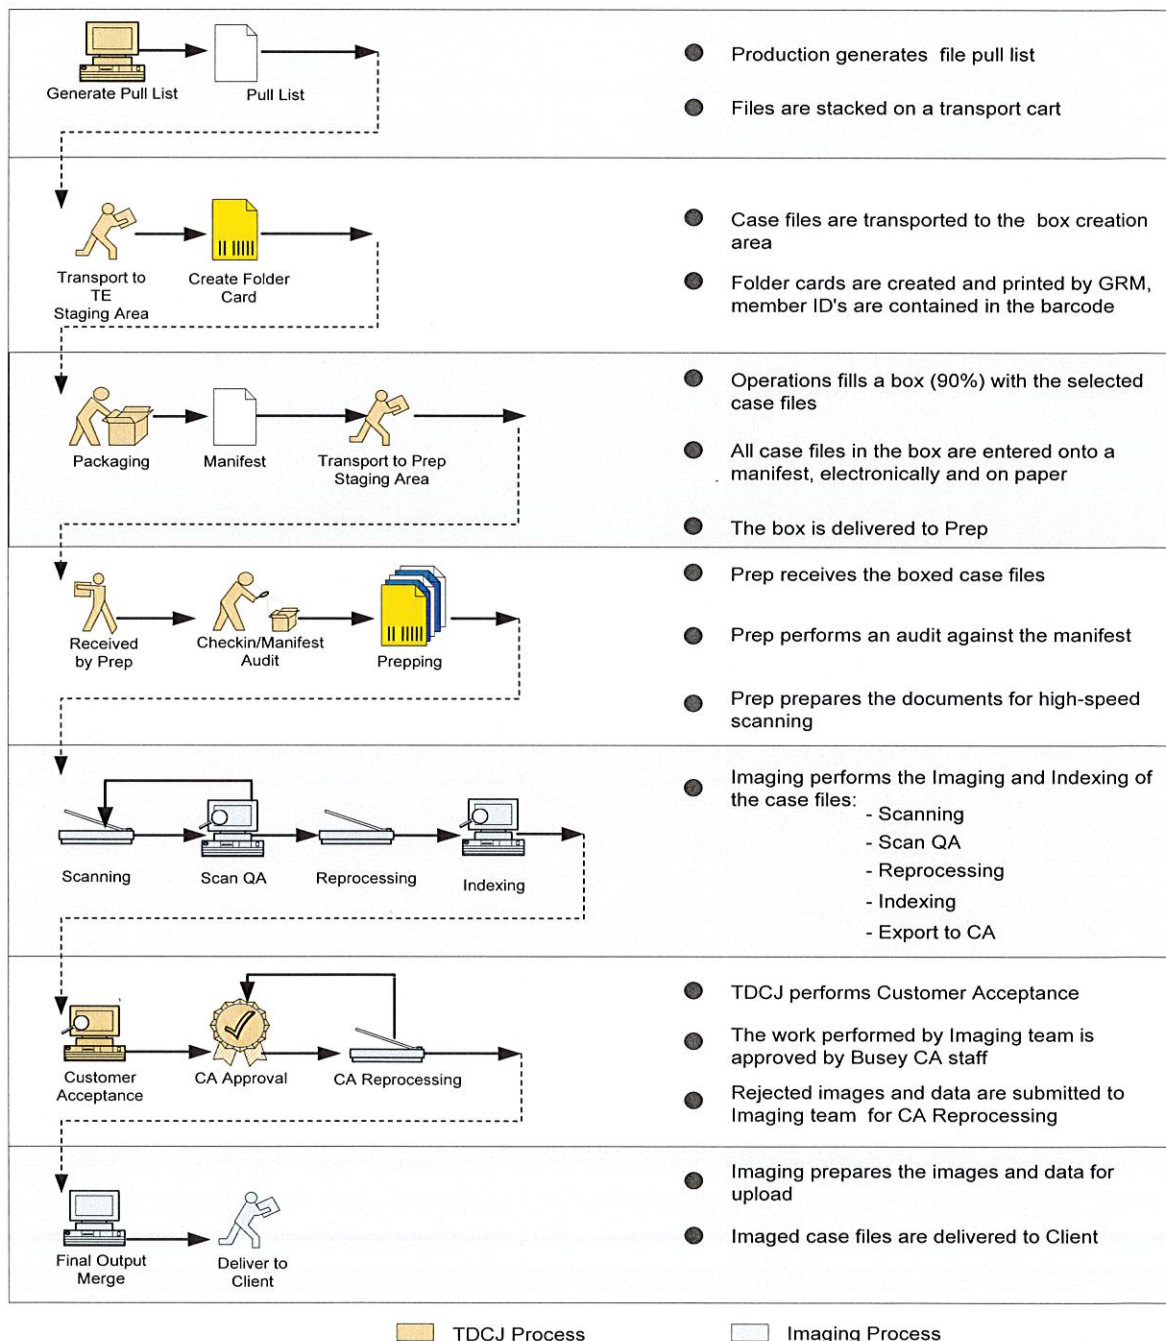 Generate Pull List
Pull List
Production generates file pull list
Files are stacked on a transport cart
Transport to
TE
Staging Area
Create Folder
Card
Case files are transported to the box creation
area
Folder cards are created and printed by GRM,
member ID's are contained in the barcode
Packaging
Manifest
Transport to Prep
Staging Area
Operations fills a box (90%) with the selected
case files
All case files in the box are entered onto a
manifest, electronically and on paper
The box is delivered to Prep
Received
by Prep
Checkin/Manifest
Audit
Prepping
Prep receives the boxed case files
Prep performs an audit against the manifest
Prep prepares the documents for high-speed
scanning
Scanning
Scan QA
Reprocessing
Indexing
Imaging performs the Imaging and Indexing of
the case files:
- Scanning
- Scan QA
- Reprocessing
- Indexing
- Export to CA
Customer
Acceptance
CA Approval
CA Reprocessing
TDCJ performs Customer Acceptance
The work performed by Imaging team is
approved by Busey CA staff
Rejected images and data are submitted to
Imaging team for CA Reprocessing
Final Output
Merge
Deliver to
Client
Imaging prepares the images and data for
upload
Imaged case files are delivered to Client
TDCJ Process
Imaging Process